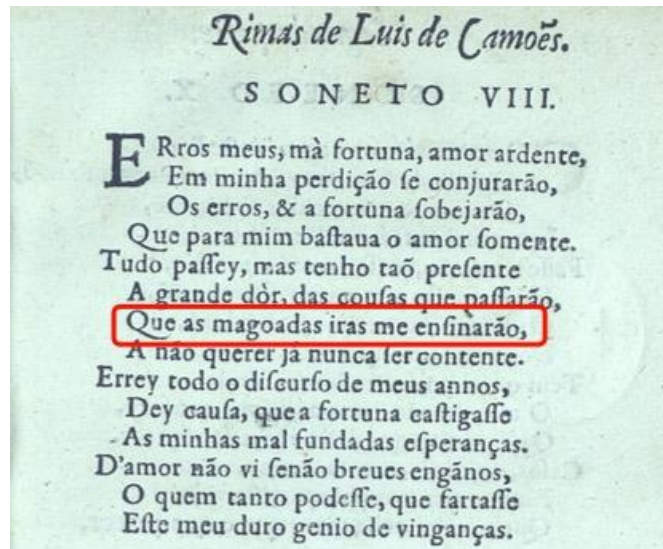 Rimas de Luis de Camoẽs.
SONETO VIII.
ERros meus, mà fortuna, amor ardente,
Em minha perdição ſe conjurarão,
Os erros, & a fortuna ſobejarão,
Que para mim baſtaua o amor ſomente.
Tudo paſſey, mas tenho taõ preſente
A grande dòr, das couſas que paſſarão,
Que as magoadas iras me enſinàrão,
A não querer já nunca ſer contente.
Errey todo o diſcurſo de meus annos,
Dey cauſa, que a fortuna caſtigaſſe
As minhas mal fundadas eſperanças.
D'amor não vi ſenão breues engãnos,
O quem tanto podeſſe, que fartaſſe
Eſte meu duro genio de vinganças.